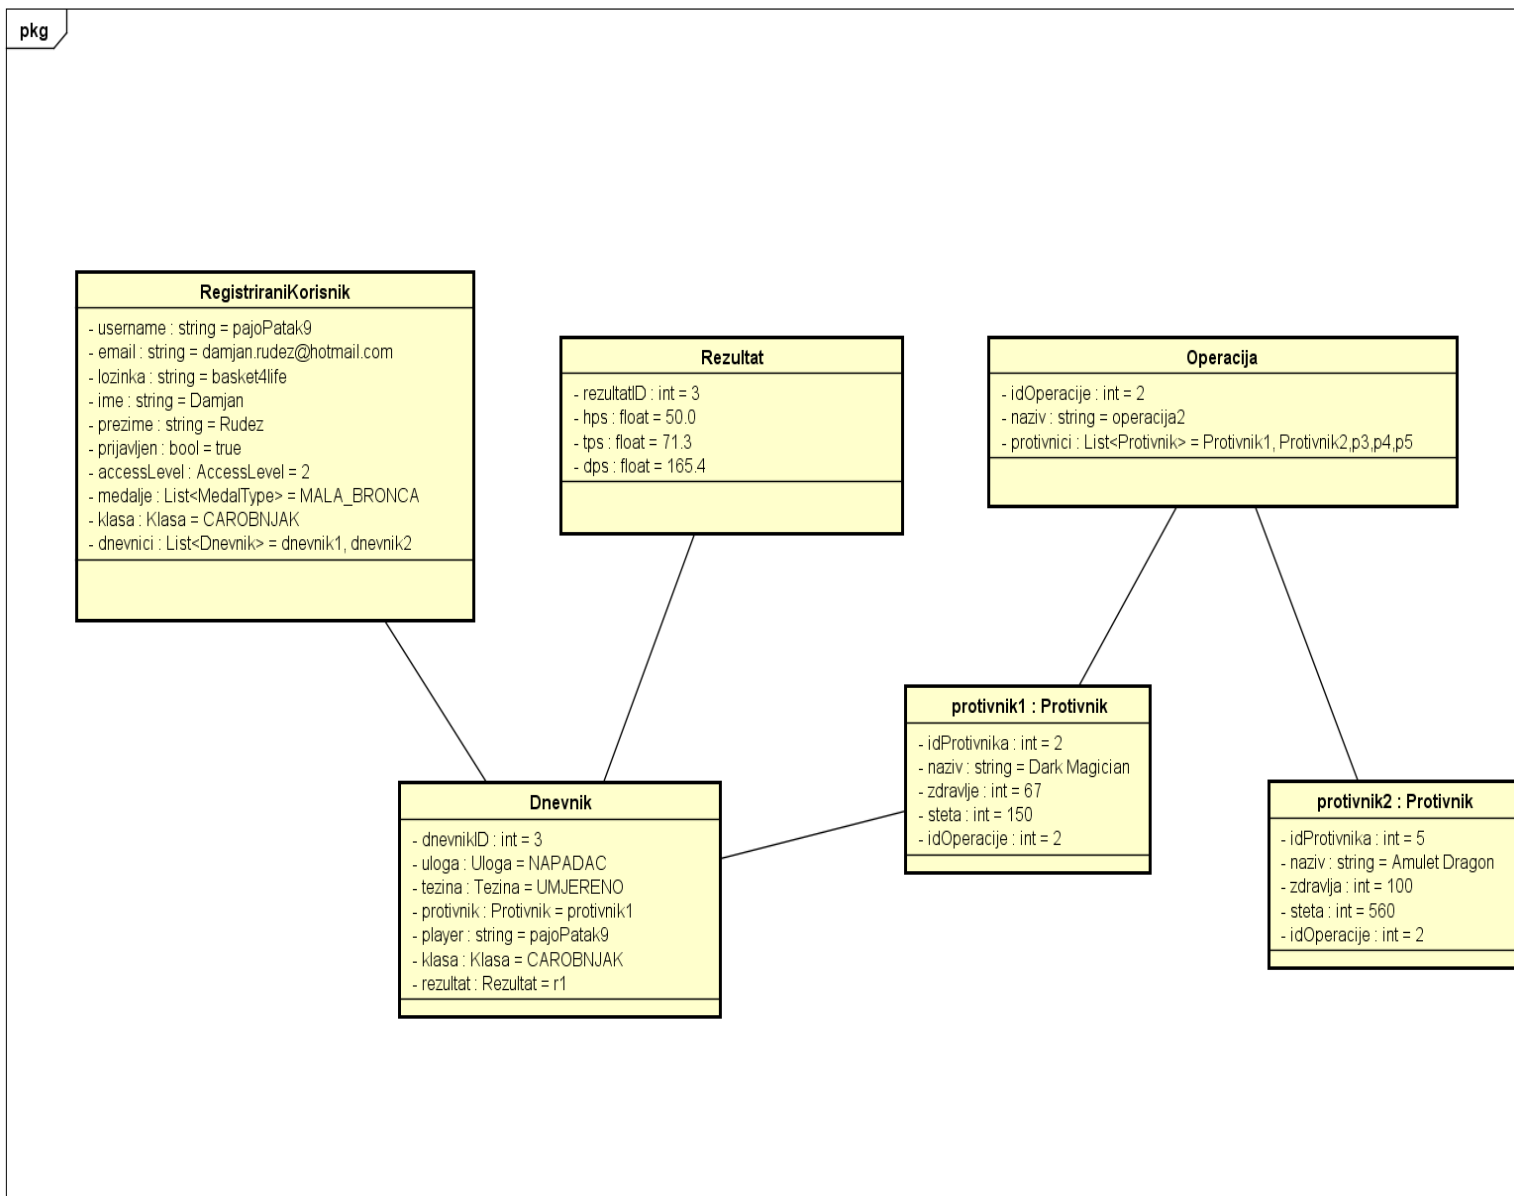 pkg
RegistriraniKorisnik
- username : string = pajoPatak9
- email : string = damjan.rudez@hotmail.com
- lozinka : string = basket4life
- ime : string = Damjan
- prezime : string = Rudez
- prijavljen : bool = true
- accessLevel : AccessLevel = 2
- medalje : List<MedalType> = MALA_BRONCA
- klasa : Klasa = CAROBNJAK
- dnevnici : List<Dnevnik> = dnevnik1, dnevnik2
Rezultat
- rezultatID : int = 3
- hps : float = 50.0
- tps : float = 71.3
- dps : float = 165.4
Operacija
- idOperacije : int = 2
- naziv : string = operacija2
- protivnici : List<Protivnik> = Protivnik1, Protivnik2,p3,p4,p5
Dnevnik
- dnevnikID : int = 3
- uloga : Uloga = NAPADAC
- tezina : Tezina = UMJERENO
- protivnik : Protivnik = protivnik1
- player : string = pajoPatak9
- klasa : Klasa = CAROBNJAK
- rezultat : Rezultat = r1
protivnik1 : Protivnik
- idProtivnika : int = 2
- naziv : string = Dark Magician
- zdravlje : int = 67
- steta : int = 150
- idOperacije : int = 2
protivnik2 : Protivnik
- idProtivnika : int = 5
- naziv : string = Amulet Dragon
- zdravlja : int = 100
- steta : int = 560
- idOperacije : int = 2